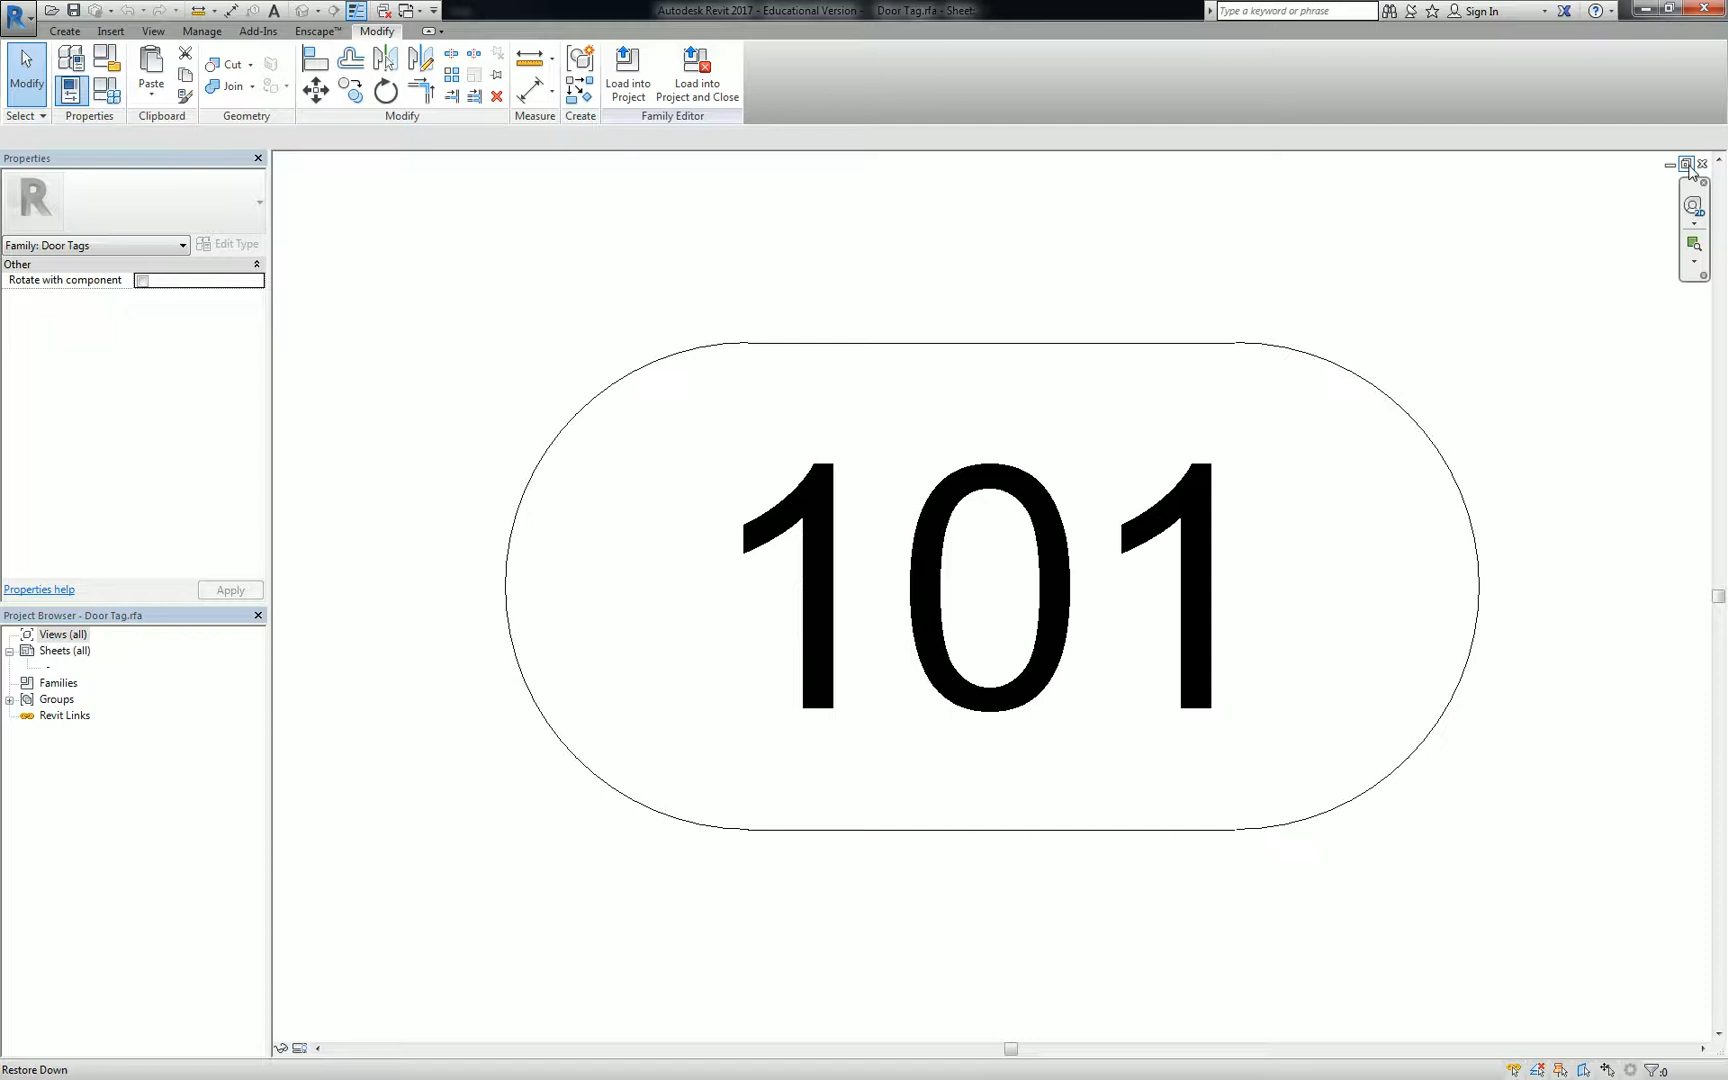 Autodesk Revit 2017 - Educational Version - Door Tag.rfa - Sheet:
Type a keyword or phrase
Sign In
Create Insert View Manage Add-Ins Enscape™ Modify
Modify
Paste
Cut
Join
Load into Project
Load into Project and Close
Select Properties Clipboard Geometry Modify Measure Create Family Editor
Properties
R
Family: Door Tags
Edit Type
Other
Rotate with component
Properties help
Apply
Project Browser - Door Tag.rfa
Views (all)
Sheets (all)
-
Families
Groups
Revit Links
101
2D
Restore Down
:0